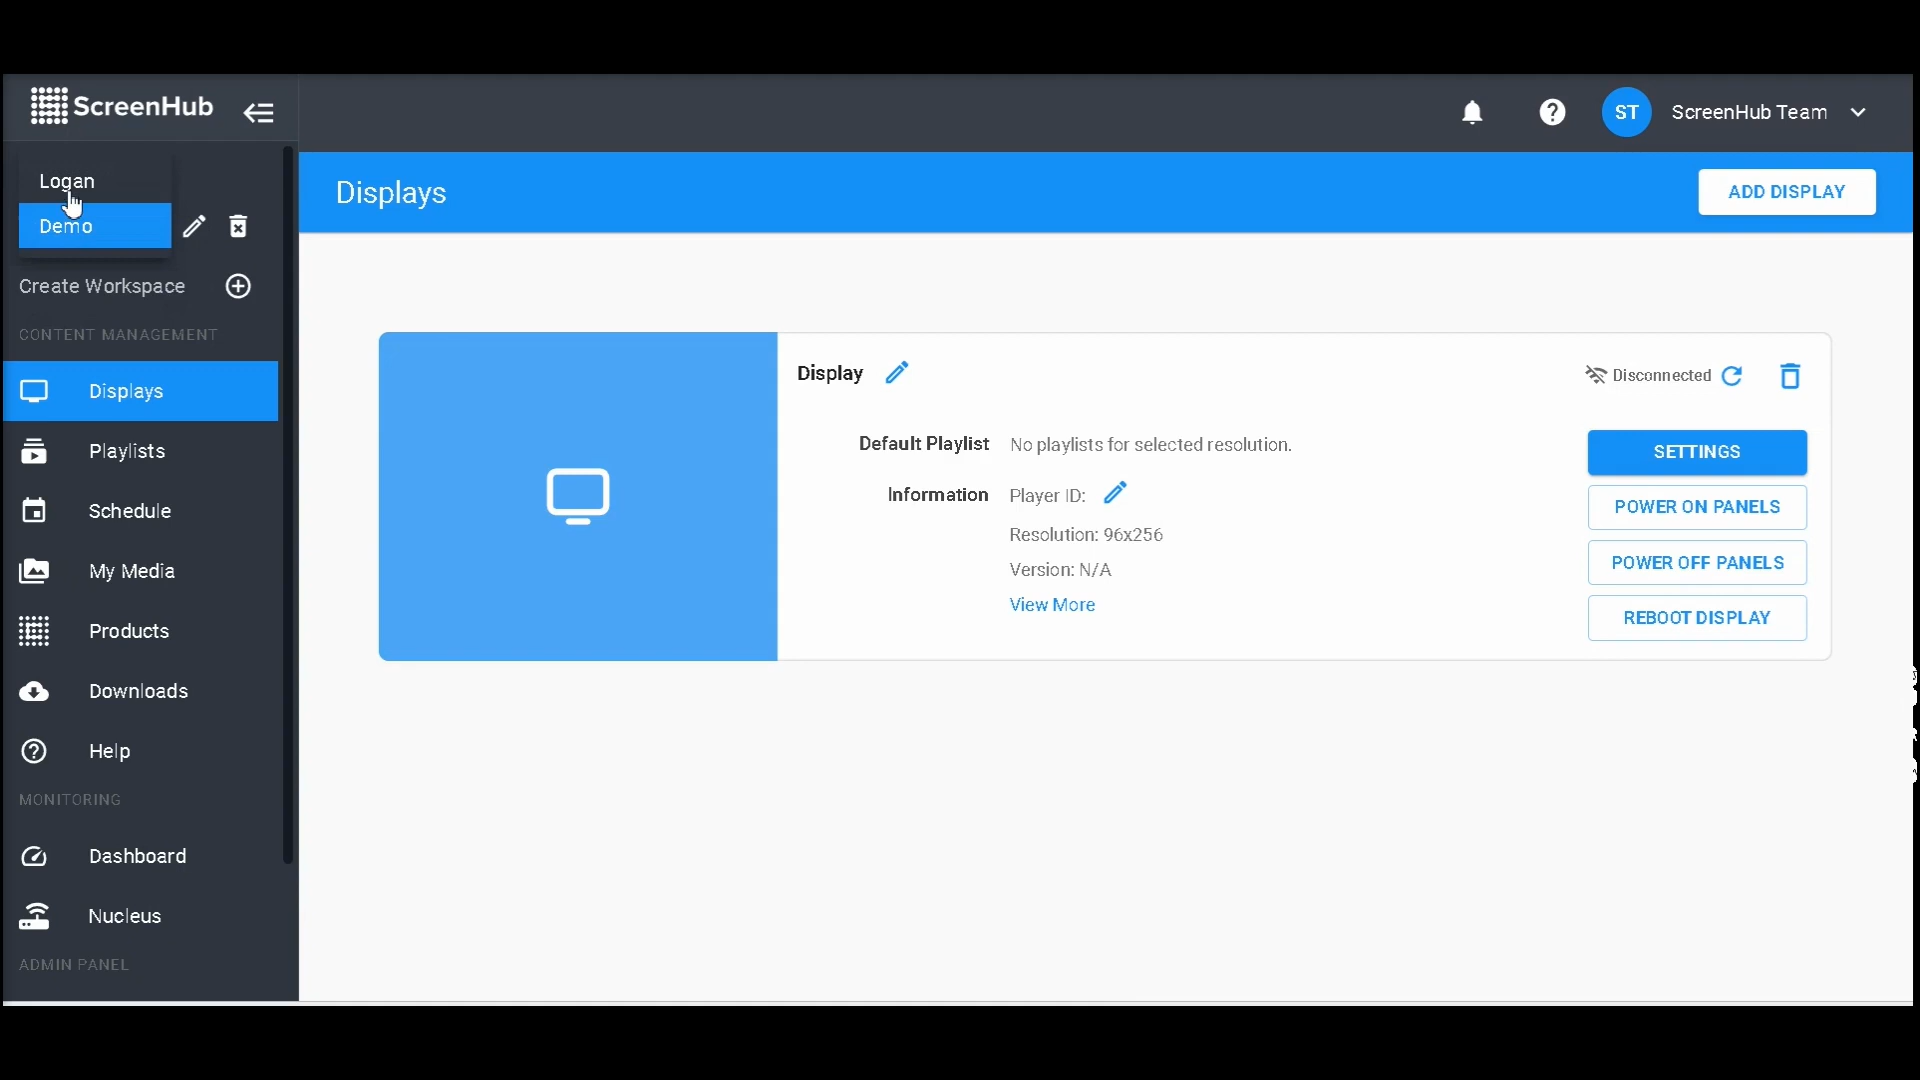 ScreenHub
ST
ScreenHub Team
Logan
Demo
Create Workspace
CONTENT MANAGEMENT
Displays
Playlists
Schedule
My Media
Products
Downloads
Help
MONITORING
Dashboard
Nucleus
ADMIN PANEL
Displays
ADD DISPLAY
Display
Disconnected
Default Playlist No playlists for selected resolution.
Information Player ID:
Resolution: 96x256
Version: N/A
View More
SETTINGS
POWER ON PANELS
POWER OFF PANELS
REBOOT DISPLAY